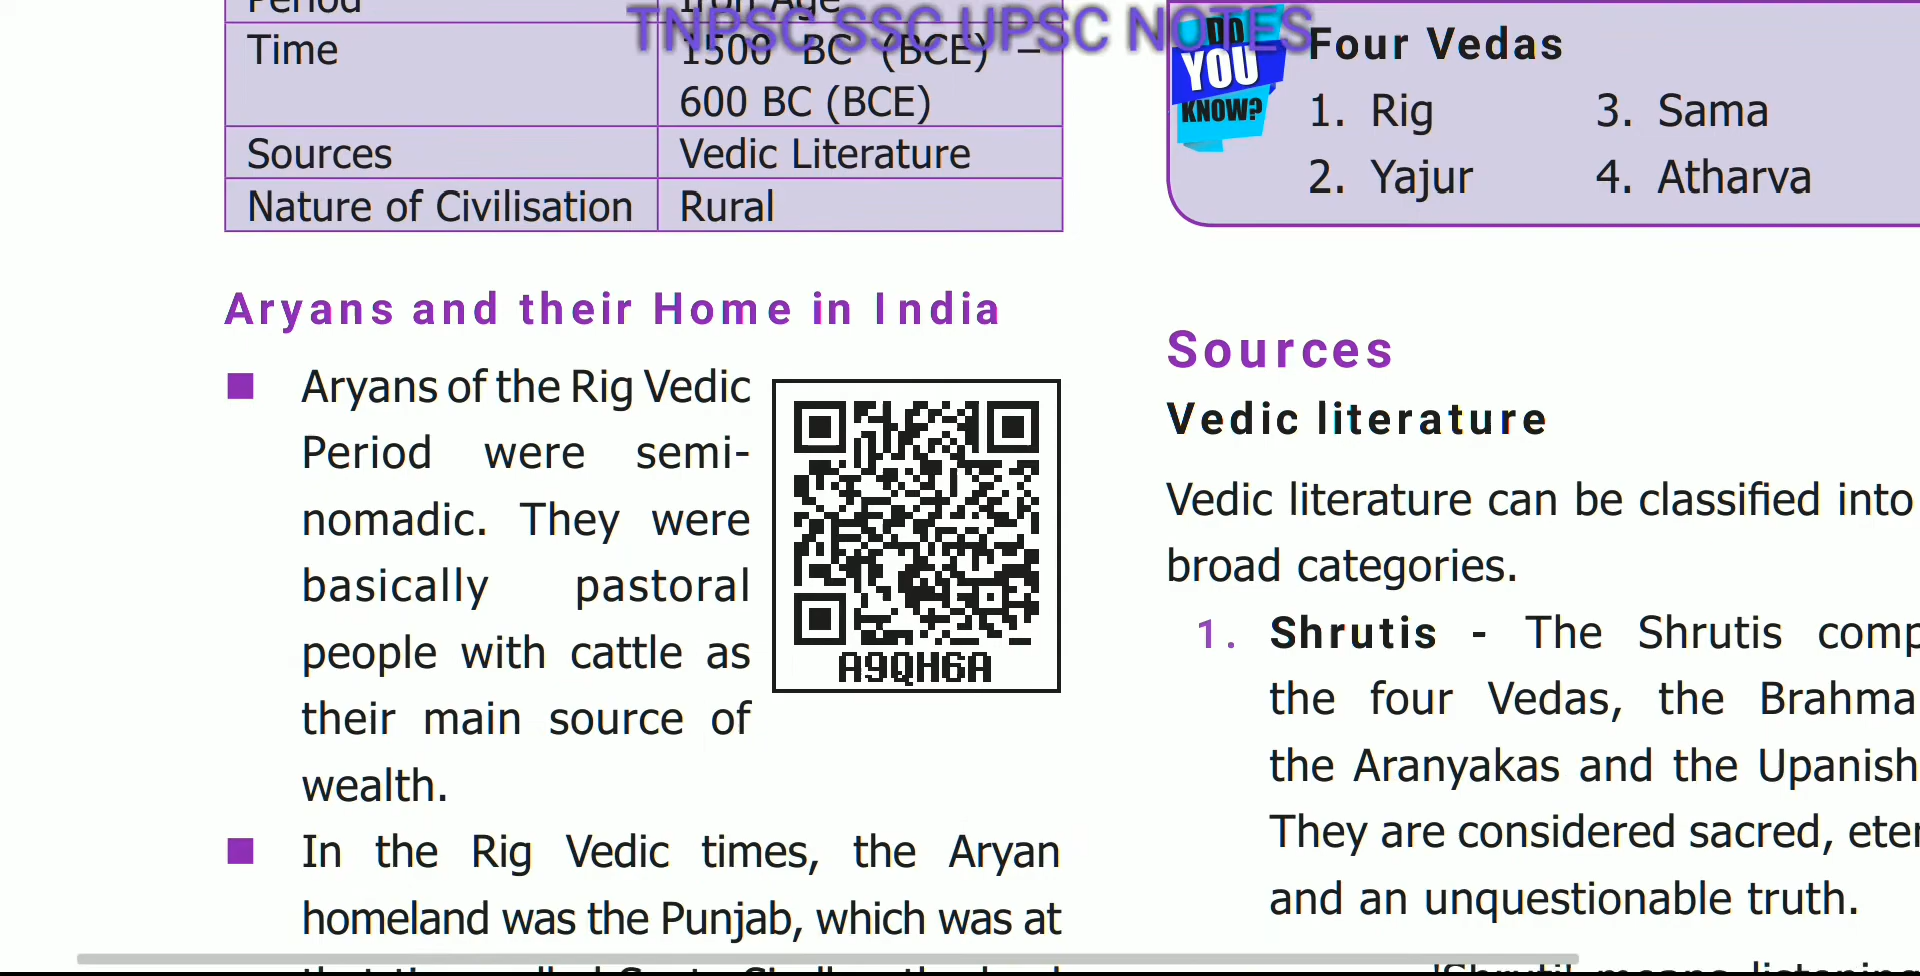 TNPSC SSC UPSC NOTES
Period Iron Age
Time 1500 BC (BCE) –
600 BC (BCE)
Sources Vedic Literature
Nature of Civilisation Rural
Aryans and their Home in India
Aryans of the Rig Vedic
Period were semi-
nomadic. They were
basically pastoral
people with cattle as
their main source of
wealth.
A9QH6A
In the Rig Vedic times, the Aryan
homeland was the Punjab, which was at
DO
YOU
KNOW?
Four Vedas
1. Rig 3. Sama
2. Yajur 4. Atharva
Sources
Vedic literature
Vedic literature can be classified into
broad categories.
1. Shrutis - The Shrutis comp
the four Vedas, the Brahma
the Aranyakas and the Upanish
They are considered sacred, eter
and an unquestionable truth.